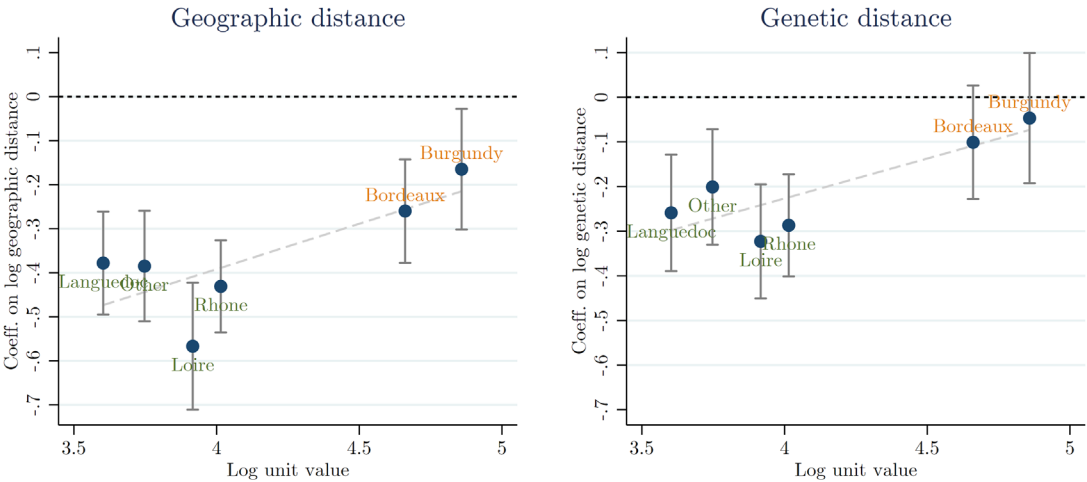 Geographic distance
Coeff. on log geographic distance
.1
0
-.1
-.2
-.3
-.4
-.5
-.6
-.7
Burgundy
Bordeaux
Languedoc
Other
Rhone
Loire
3.5
4
4.5
5
Log unit value
Genetic distance
Coeff. on log genetic distance
.1
0
-.1
-.2
-.3
-.4
-.5
-.6
-.7
Burgundy
Bordeaux
Other
Languedoc
Rhone
Loire
3.5
4
4.5
5
Log unit value